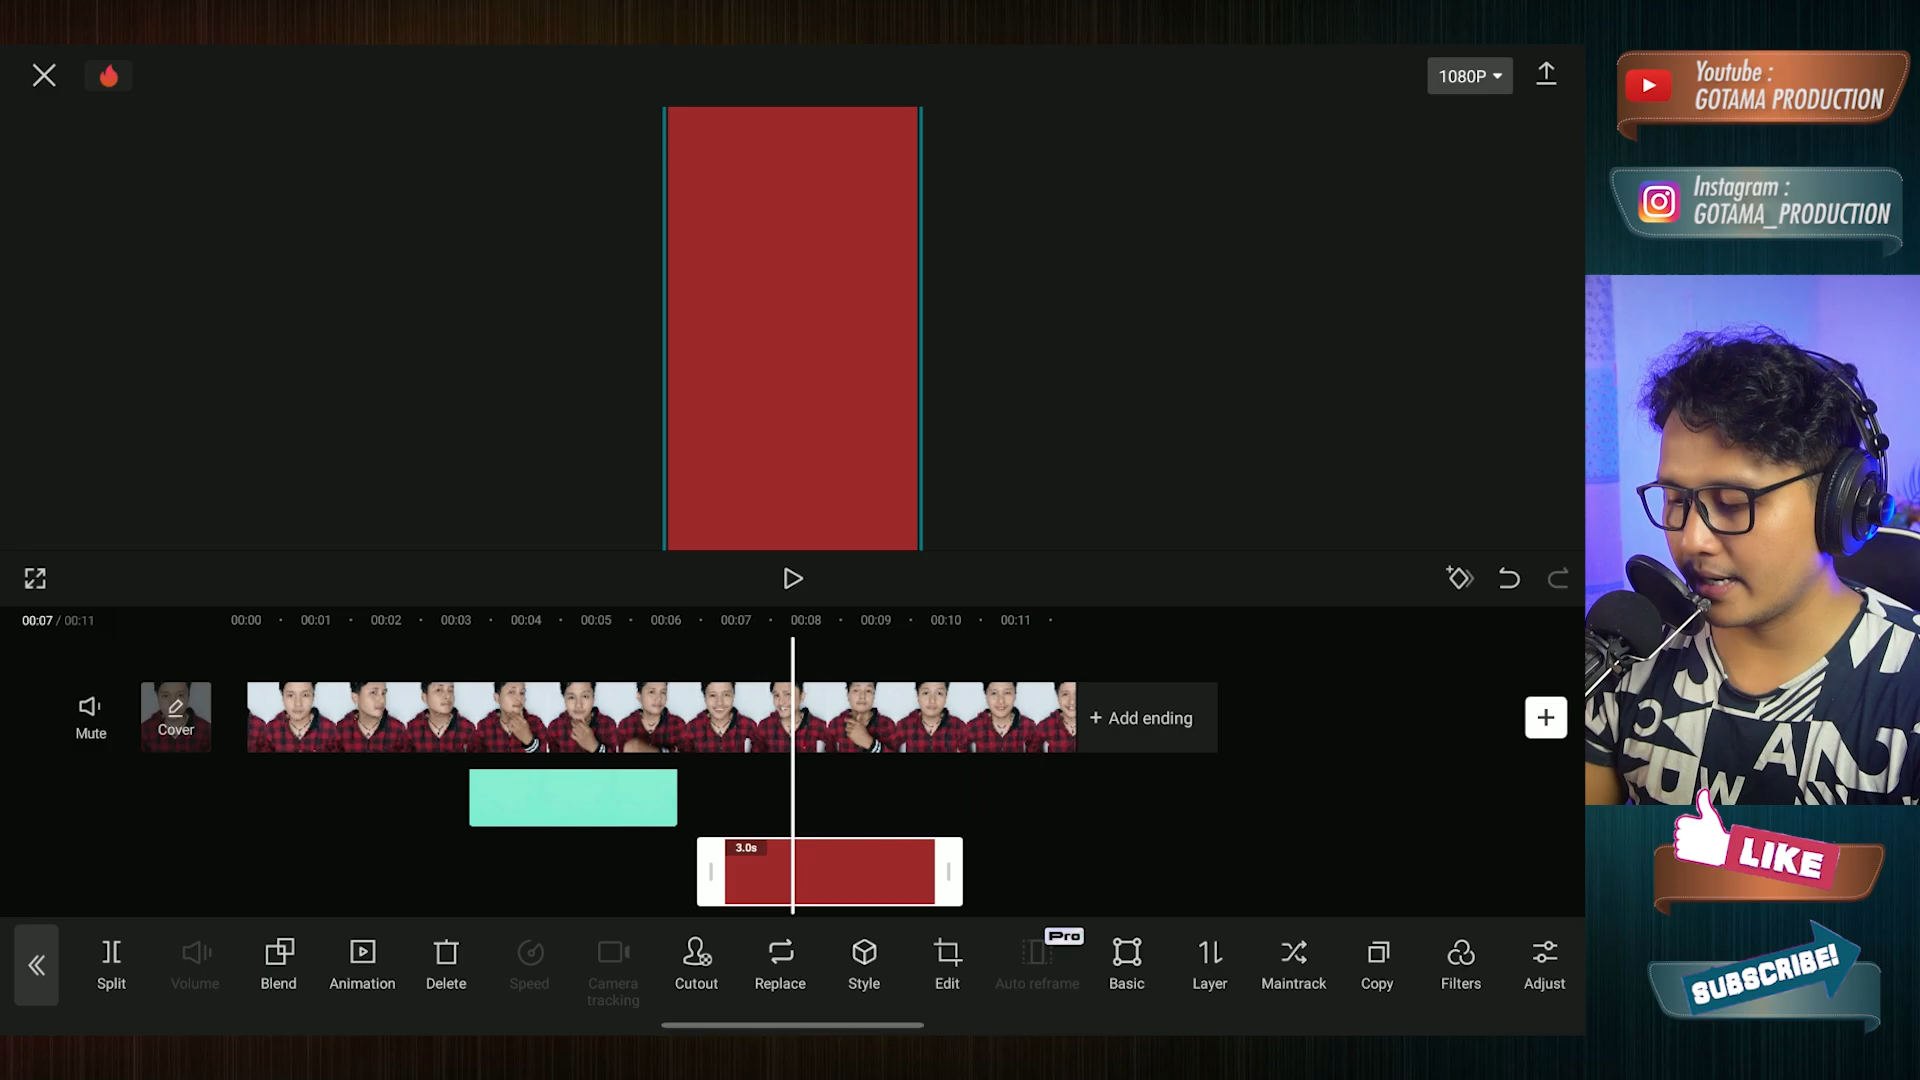 1080P
Youtube :
GOTAMA PRODUCTION
Instagram :
GOTAMA_PRODUCTION
00:07 / 00:11
00:00 00:01 00:02 00:03 00:04 00:05 00:06 00:07 00:08 00:09 00:10 00:11
Mute
Cover
+ Add ending
+
3.0s
LIKE
SUBSCRIBE!
Pro
Split
Volume
Blend
Animation
Delete
Speed
Camera
tracking
Cutout
Replace
Style
Edit
Auto reframe
Basic
Layer
Maintrack
Copy
Filters
Adjust